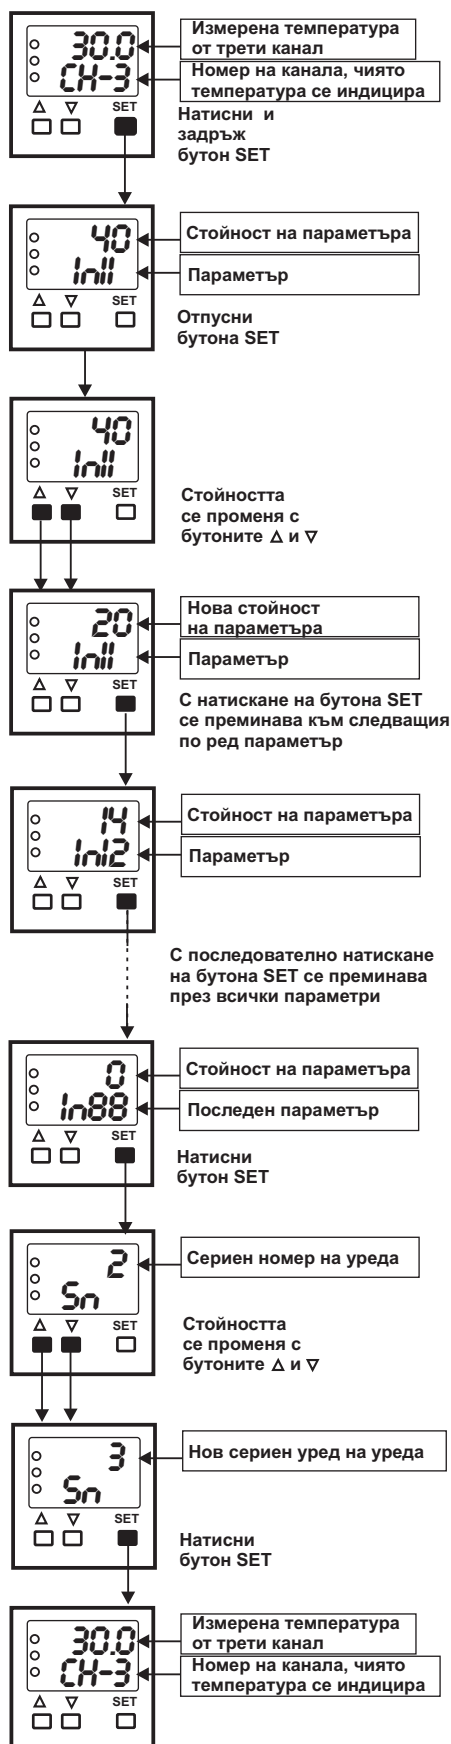 30.0
CH-3
SET
Измерена температура
от трети канал
Номер на канала, чиято
температура се индицира
Натисни и
задръж
бутон SET
40
In11
SET
Стойност на параметъра
Параметър
Отпусни
бутона SET
40
In11
SET
Стойността
се променя с
бутоните △ и ▽
20
In11
SET
Нова стойност
на параметъра
Параметър
С натискане на бутона SET
се преминава към следващия
по ред параметър
14
In12
SET
Стойност на параметъра
Параметър
С последователно натискане
на бутона SET се преминава
през всички параметри
0
In88
SET
Стойност на параметъра
Последен параметър
Натисни
бутон SET
2
Sn
SET
Сериен номер на уреда
Стойността
се променя с
бутоните △ и ▽
3
Sn
SET
Нов сериен уред на уреда
Натисни
бутон SET
30.0
CH-3
SET
Измерена температура
от трети канал
Номер на канала, чиято
температура се индицира